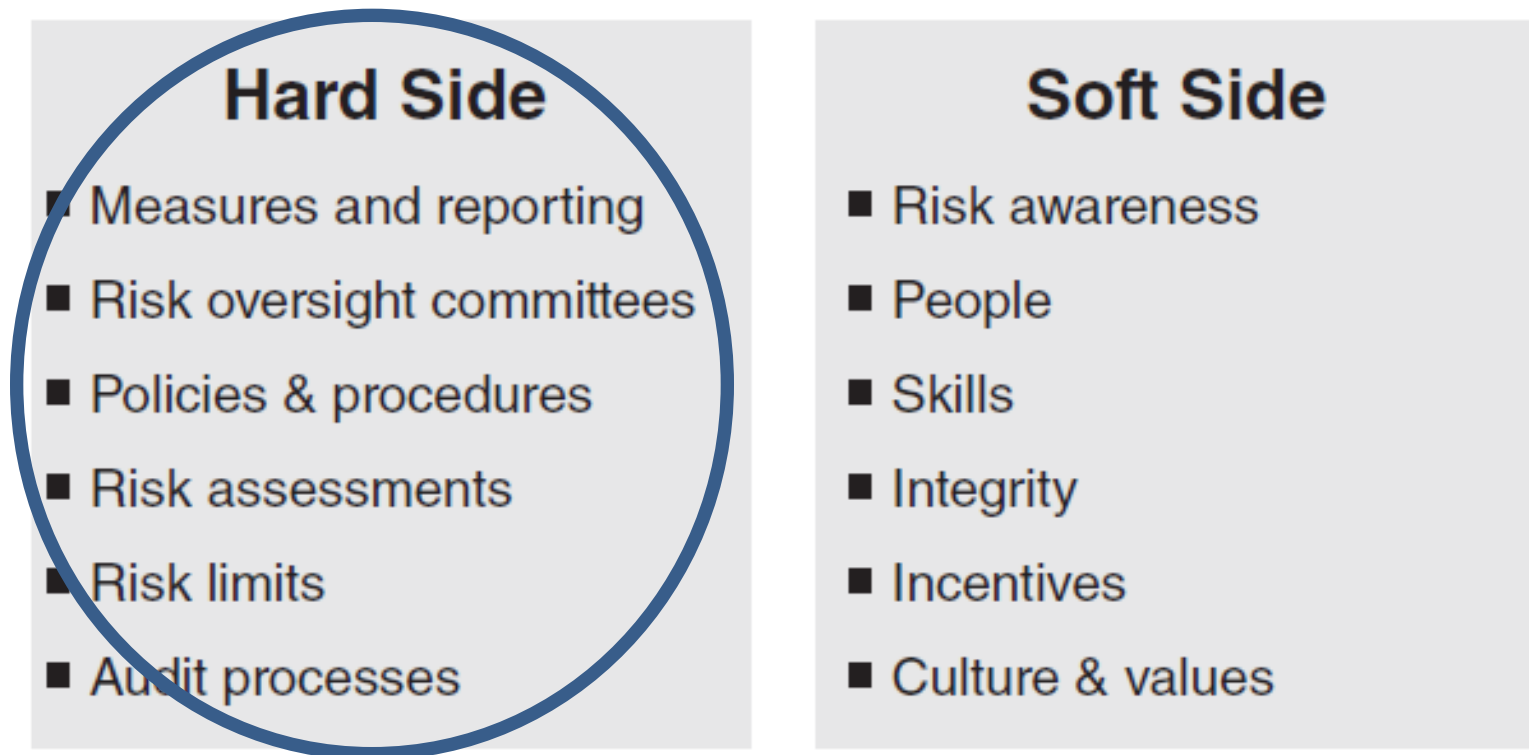 Hard Side
■ Measures and reporting
■ Risk oversight committees
■ Policies & procedures
■ Risk assessments
■ Risk limits
■ Audit processes
Soft Side
■ Risk awareness
■ People
■ Skills
■ Integrity
■ Incentives
■ Culture & values